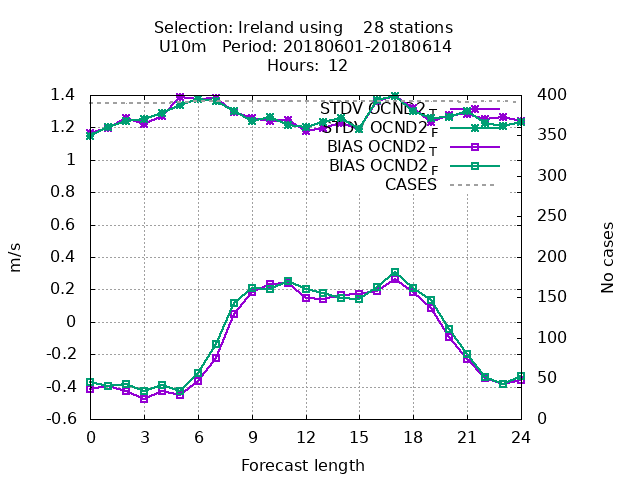 Selection: Ireland using    28 stations
U10m   Period: 20180601-20180614
Hours:  12
1.4
1.2
1
0.8
0.6
0.4
0.2
0
-0.2
-0.4
-0.6
m/s
400
350
300
250
200
150
100
50
0
No cases
STDV OCND2 T
STDV OCND2 F
BIAS OCND2 T
BIAS OCND2 F
CASES
0 3 6 9 12 15 18 21 24
Forecast length